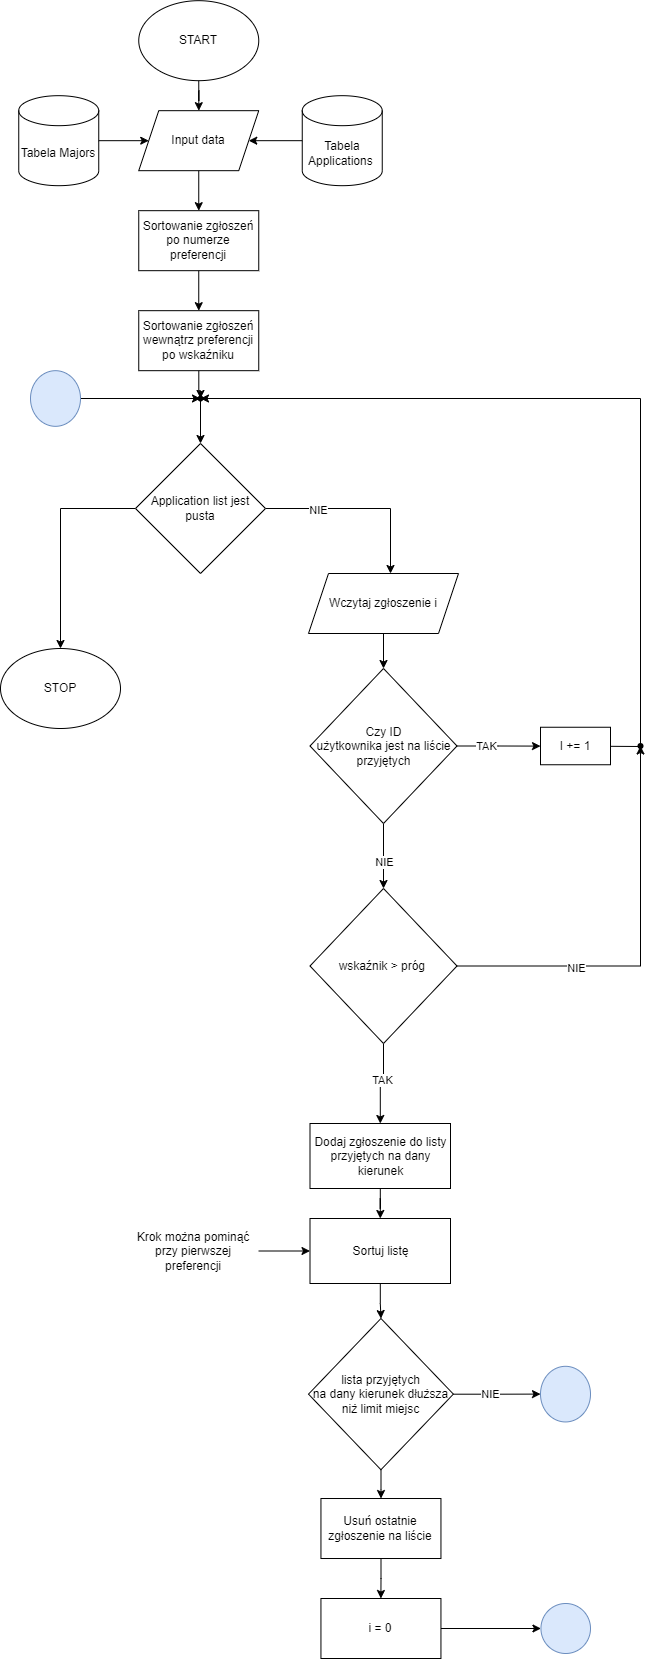 START
Tabela Majors
Input data
Tabela
Applications
Sortowanie zgłoszeń
po numerze
preferencji
Sortowanie zgłoszeń
wewnątrz preferencji
po wskaźniku
Application list jest
pusta
NIE
Wczytaj zgłoszenie i
STOP
Czy ID
użytkownika jest na liście
przyjętych
TAK
I += 1
NIE
wskaźnik > próg
NIE
TAK
Dodaj zgłoszenie do listy
przyjętych na dany
kierunek
Krok można pominąć
przy pierwszej
preferencji
Sortuj listę
lista przyjętych
na dany kierunek dłuższa
niż limit miejsc
NIE
Usuń ostatnie
zgłoszenie na liście
i = 0